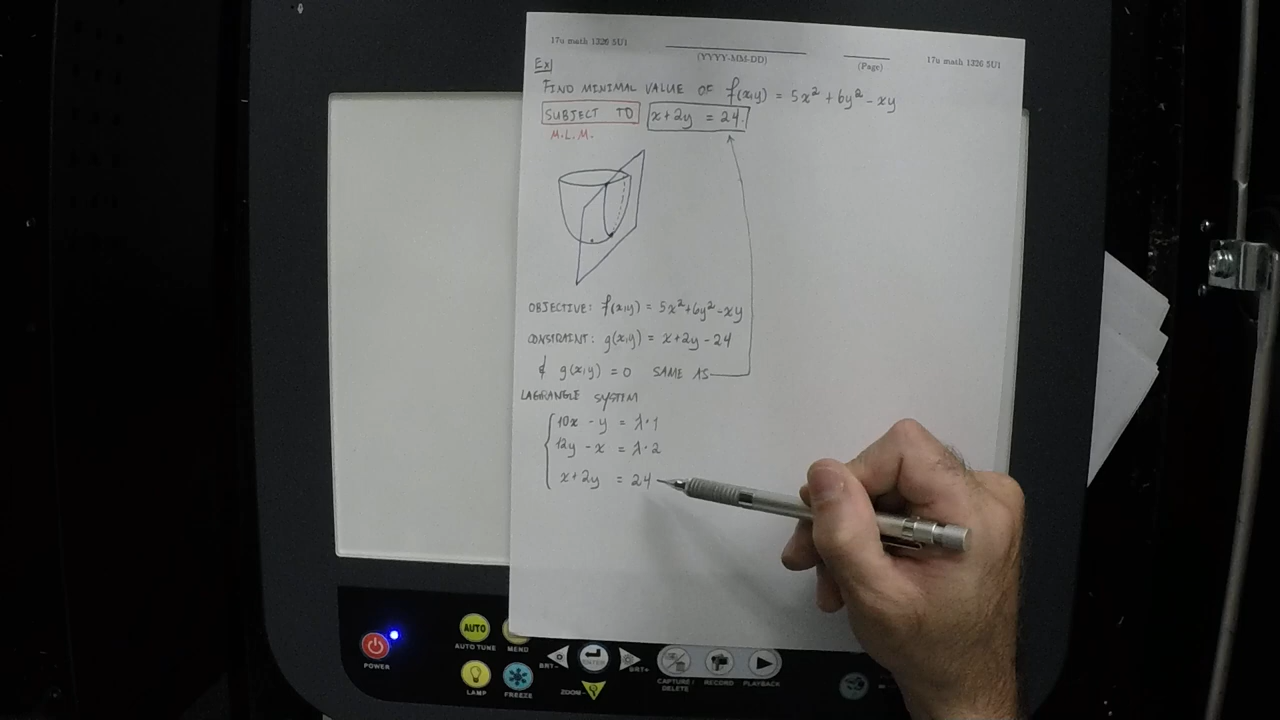 17u math 1320 5U1
(YYYY-MM-DD)
(Page)
17u math 1320 5U1
Ex)
FIND MINIMAL VALUE OF f(x,y) = 5x² + 6y² - xy
SUBJECT TO x+2y = 24.
M.L.M.
OBJECTIVE: f(x,y) = 5x²+6y²-xy
CONSTRAINT: g(x,y) = x+2y-24
& g(x,y) = 0 SAME AS
LAGRANGE SYSTEM
10x - y = λ·1
12y - x = λ·2
x+2y = 24
POWER
AUTO
AUTO TUNE
MENU
LAMP
FREEZE
BRT-
ENTER
BRT+
ZOOM-
CAPTURE / DELETE
RECORD
PLAYBACK